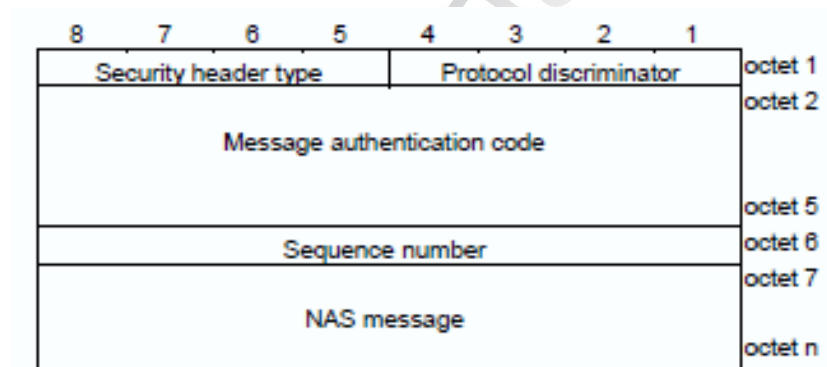 8 7 6 5 4 3 2 1
Security header type Protocol discriminator octet 1
octet 2
Message authentication code
octet 5
Sequence number octet 6
octet 7
NAS message
octet n